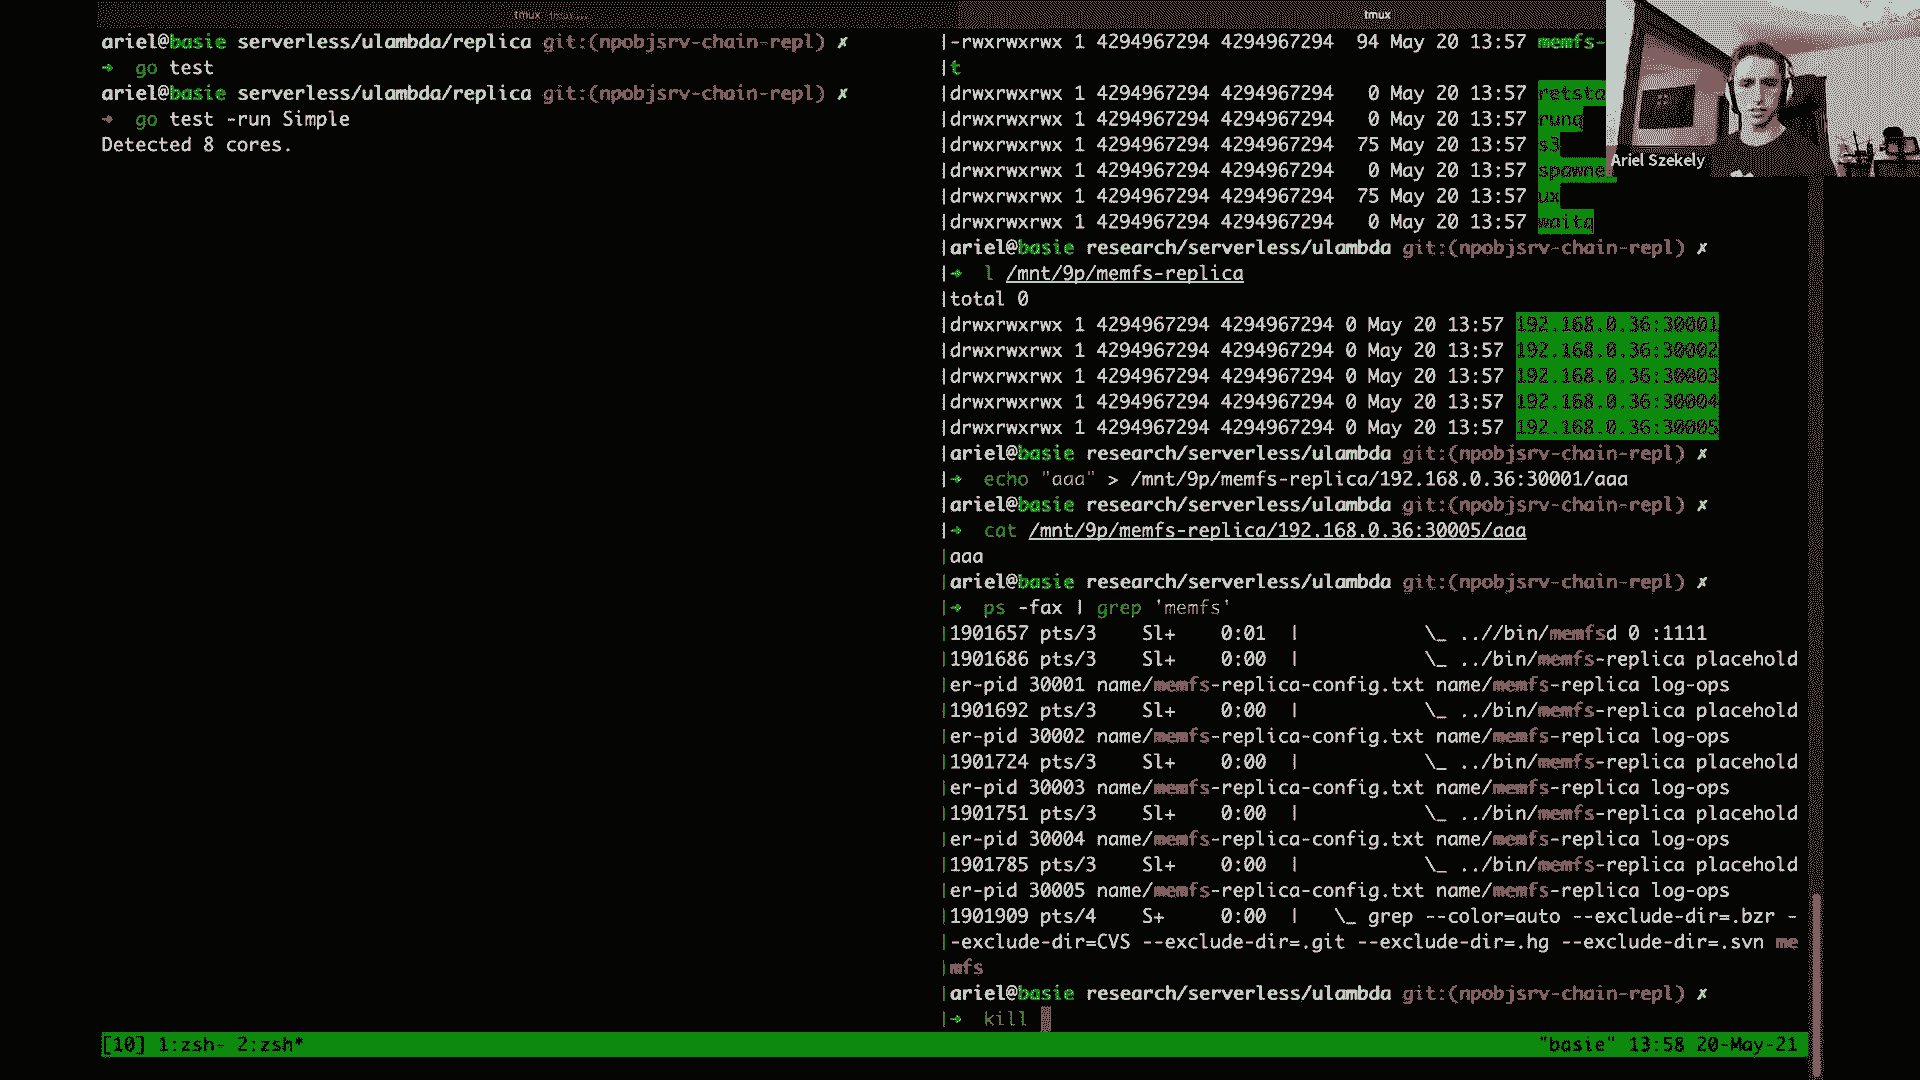 tmux tmux...
tmux
ariel@basie serverless/ulambda/replica git:(npobjsrv-chain-repl) ✗
➜ go test
ariel@basie serverless/ulambda/replica git:(npobjsrv-chain-repl) ✗
➜ go test -run Simple
Detected 8 cores.
|-rwxrwxrwx 1 4294967294 4294967294 94 May 20 13:57 memfs-
|t
|drwxrwxrwx 1 4294967294 4294967294 0 May 20 13:57 retsta
|drwxrwxrwx 1 4294967294 4294967294 0 May 20 13:57 runq
|drwxrwxrwx 1 4294967294 4294967294 75 May 20 13:57 s3
|drwxrwxrwx 1 4294967294 4294967294 0 May 20 13:57 spawne
|drwxrwxrwx 1 4294967294 4294967294 75 May 20 13:57 ux
|drwxrwxrwx 1 4294967294 4294967294 0 May 20 13:57 waitq
|ariel@basie research/serverless/ulambda git:(npobjsrv-chain-repl) ✗
|➜ l /mnt/9p/memfs-replica
|total 0
|drwxrwxrwx 1 4294967294 4294967294 0 May 20 13:57 192.168.0.36:30001
|drwxrwxrwx 1 4294967294 4294967294 0 May 20 13:57 192.168.0.36:30002
|drwxrwxrwx 1 4294967294 4294967294 0 May 20 13:57 192.168.0.36:30003
|drwxrwxrwx 1 4294967294 4294967294 0 May 20 13:57 192.168.0.36:30004
|drwxrwxrwx 1 4294967294 4294967294 0 May 20 13:57 192.168.0.36:30005
|ariel@basie research/serverless/ulambda git:(npobjsrv-chain-repl) ✗
|➜ echo "aaa" > /mnt/9p/memfs-replica/192.168.0.36:30001/aaa
|ariel@basie research/serverless/ulambda git:(npobjsrv-chain-repl) ✗
|➜ cat /mnt/9p/memfs-replica/192.168.0.36:30005/aaa
|aaa
|ariel@basie research/serverless/ulambda git:(npobjsrv-chain-repl) ✗
|➜ ps -fax | grep 'memfs'
|1901657 pts/3 Sl+ 0:01 | \_ ..//bin/memfsd 0 :1111
|1901686 pts/3 Sl+ 0:00 | \_ ../bin/memfs-replica placehold
|er-pid 30001 name/memfs-replica-config.txt name/memfs-replica log-ops
|1901692 pts/3 Sl+ 0:00 | \_ ../bin/memfs-replica placehold
|er-pid 30002 name/memfs-replica-config.txt name/memfs-replica log-ops
|1901724 pts/3 Sl+ 0:00 | \_ ../bin/memfs-replica placehold
|er-pid 30003 name/memfs-replica-config.txt name/memfs-replica log-ops
|1901751 pts/3 Sl+ 0:00 | \_ ../bin/memfs-replica placehold
|er-pid 30004 name/memfs-replica-config.txt name/memfs-replica log-ops
|1901785 pts/3 Sl+ 0:00 | \_ ../bin/memfs-replica placehold
|er-pid 30005 name/memfs-replica-config.txt name/memfs-replica log-ops
|1901909 pts/4 S+ 0:00 | \_ grep --color=auto --exclude-dir=.bzr -
|-exclude-dir=CVS --exclude-dir=.git --exclude-dir=.hg --exclude-dir=.svn me
|mfs
|ariel@basie research/serverless/ulambda git:(npobjsrv-chain-repl) ✗
|➜ kill
Ariel Szekely
[10] 1:zsh- 2:zsh* "basie" 13:58 20-May-21